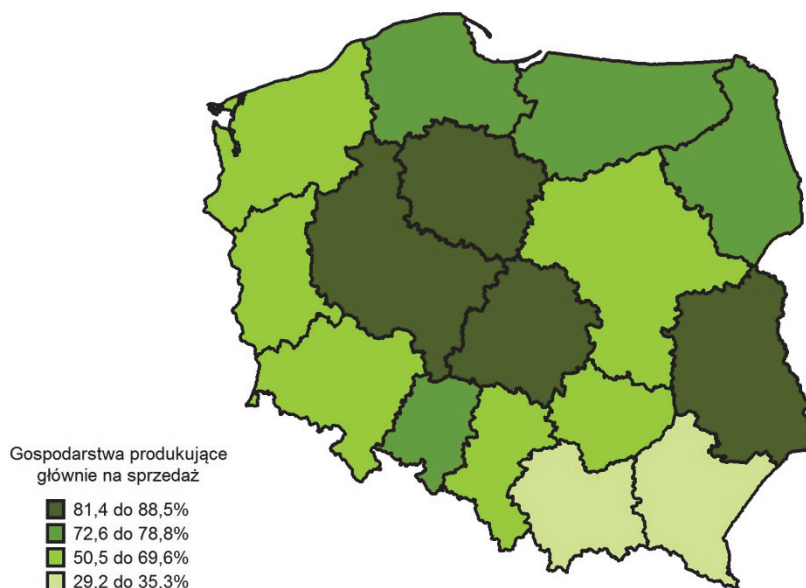 Gospodarstwa produkujące
głównie na sprzedaż
81,4 do 88,5%
72,6 do 78,8%
50,5 do 69,6%
29,2 do 35,3%